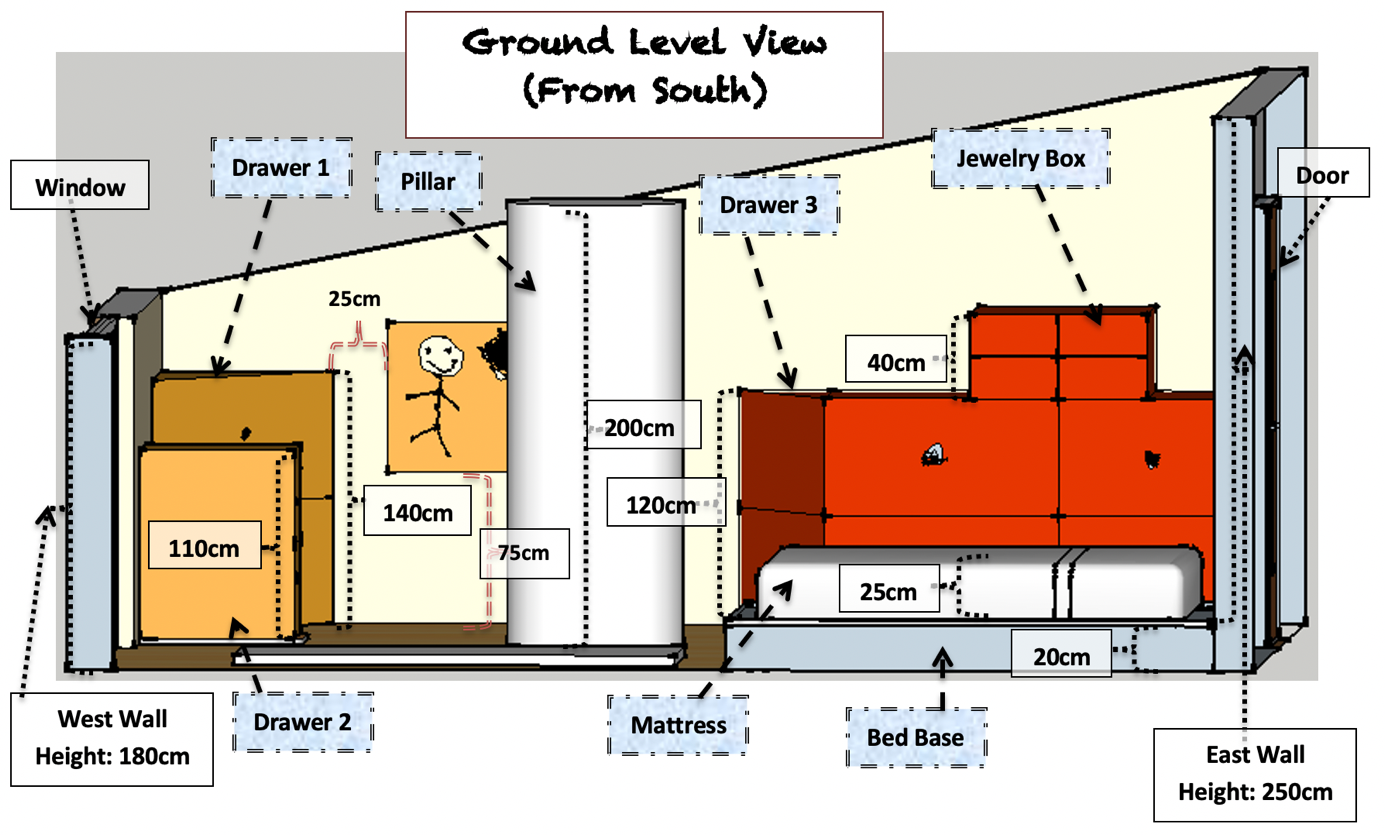 Ground Level View
(From South)
Drawer 1
Pillar
Jewelry Box
Window
Drawer 3
Door
25cm
40cm
200cm
120cm
140cm
110cm
75cm
25cm
20cm
West Wall
Height: 180cm
Drawer 2
Mattress
Bed Base
East Wall
Height: 250cm